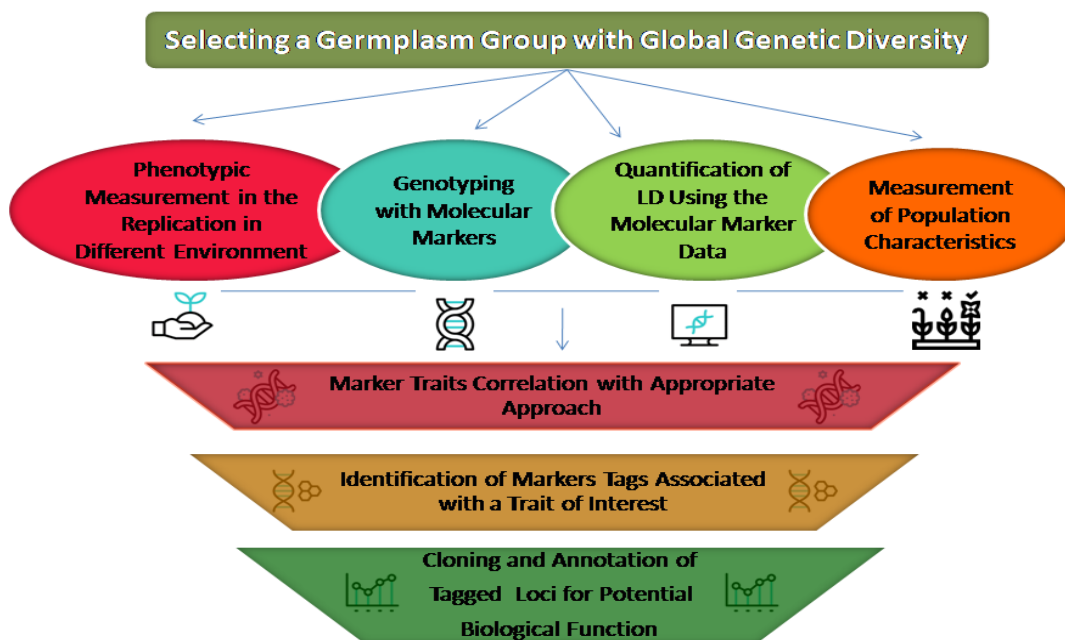 Selecting a Germplasm Group with Global Genetic Diversity
Phenotypic
Measurement in the
Replication in
Different Environment
Genotyping
with Molecular
Markers
Quantification of
LD Using the
Molecular Marker
Data
Measurement
of Population
Characteristics
Marker Traits Correlation with Appropriate
Approach
Identification of Markers Tags Associated
with a Trait of Interest
Cloning and Annotation of
Tagged Loci for Potential
Biological Function